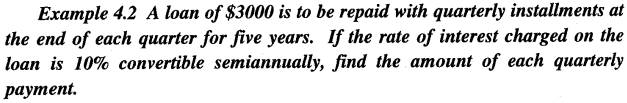 Example 4.2 A loan of $3000 is to be repaid with quarterly installments at
the end of each quarter for five years. If the rate of interest charged on the
loan is 10% convertible semiannually, find the amount of each quarterly
payment.